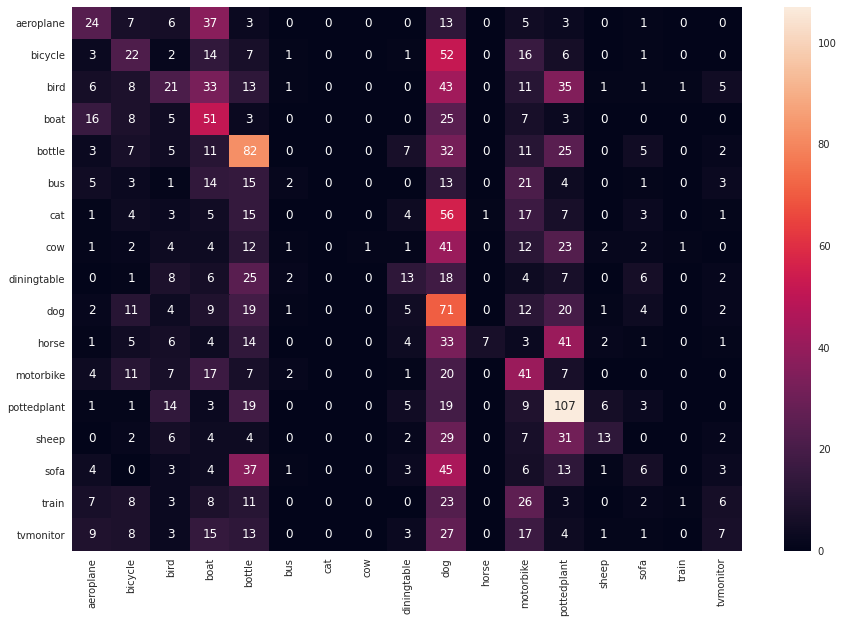 aeroplane 24 7 6 37 3 0 0 0 0 13 0 5 3 0 1 0 0
bicycle 3 22 2 14 7 1 0 0 1 52 0 16 6 0 1 0 0
bird 6 8 21 33 13 1 0 0 0 43 0 11 35 1 1 1 5
boat 16 8 5 51 3 0 0 0 0 25 0 7 3 0 0 0 0
bottle 3 7 5 11 82 0 0 0 7 32 0 11 25 0 5 0 2
bus 5 3 1 14 15 2 0 0 0 13 0 21 4 0 1 0 3
cat 1 4 3 5 15 0 0 0 4 56 1 17 7 0 3 0 1
cow 1 2 4 4 12 1 0 1 1 41 0 12 23 2 2 1 0
diningtable 0 1 8 6 25 2 0 0 13 18 0 4 7 0 6 0 2
dog 2 11 4 9 19 1 0 0 5 71 0 12 20 1 4 0 2
horse 1 5 6 4 14 0 0 0 4 33 7 3 41 2 1 0 1
motorbike 4 11 7 17 7 2 0 0 1 20 0 41 7 0 0 0 0
pottedplant 1 1 14 3 19 0 0 0 5 19 0 9 107 6 3 0 0
sheep 0 2 6 4 4 0 0 0 2 29 0 7 31 13 0 0 2
sofa 4 0 3 4 37 1 0 0 3 45 0 6 13 1 6 0 3
train 7 8 3 8 11 0 0 0 0 23 0 26 3 0 2 1 6
tvmonitor 9 8 3 15 13 0 0 0 3 27 0 17 4 1 1 0 7
aeroplane bicycle bird boat bottle bus cat cow diningtable dog horse motorbike pottedplant sheep sofa train tvmonitor
100
80
60
40
20
0